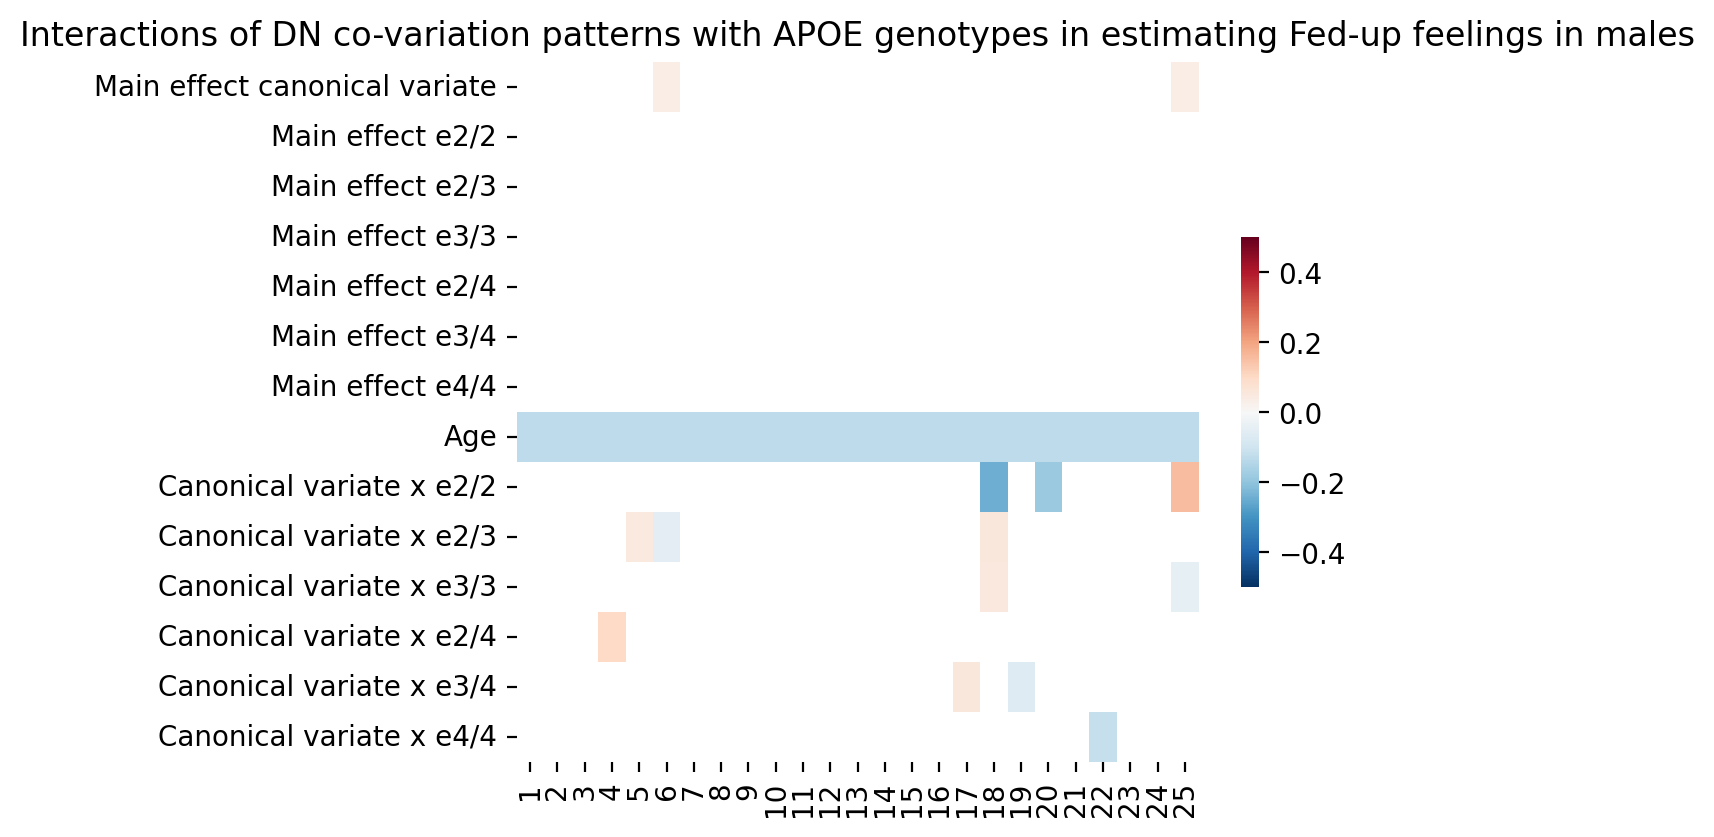 Interactions of DN co-variation patterns with APOE genotypes in estimating Fed-up feelings in males
Main effect canonical variate
Main effect e2/2
Main effect e2/3
Main effect e3/3
Main effect e2/4
Main effect e3/4
Main effect e4/4
Age
Canonical variate x e2/2
Canonical variate x e2/3
Canonical variate x e3/3
Canonical variate x e2/4
Canonical variate x e3/4
Canonical variate x e4/4
1
2
3
4
5
6
7
8
9
10
11
12
13
14
15
16
17
18
19
20
21
22
23
24
25
0.4
0.2
0.0
−0.2
−0.4